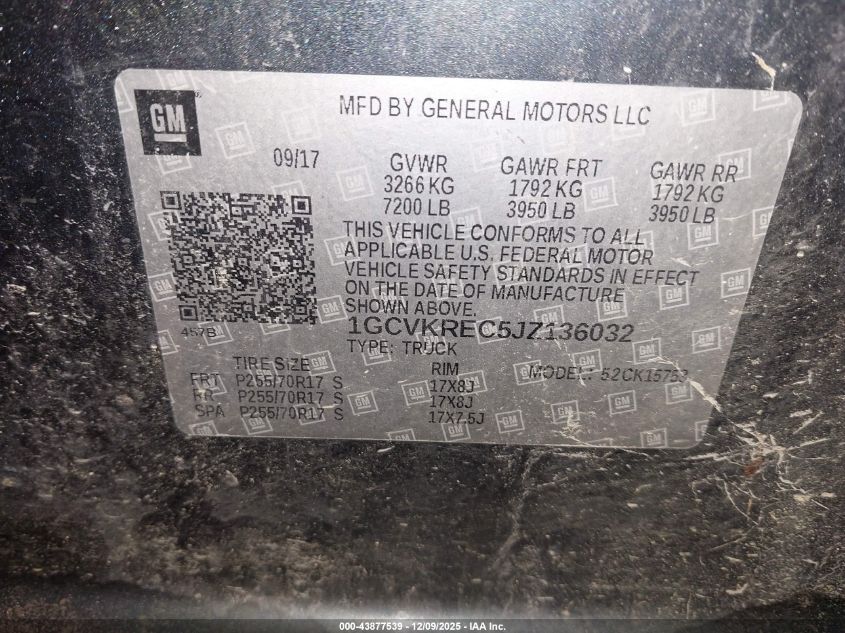 GM
MFD BY GENERAL MOTORS LLC
09/17 GVWR GAWR FRT GAWR RR
3266 KG 1792 KG 1792 KG
7200 LB 3950 LB 3950 LB
THIS VEHICLE CONFORMS TO ALL
APPLICABLE U.S. FEDERAL MOTOR
VEHICLE SAFETY STANDARDS IN EFFECT
ON THE DATE OF MANUFACTURE
SHOWN ABOVE.
457B
1GCVKREC5JZ136032
TYPE: TRUCK
TIRE SIZE RIM MODEL: 52CK15753
FRT P255/70R17 S 17X8J
RR P255/70R17 S 17X8J
SPA P255/70R17 S 17X7.5J
000-43877539 | 12/09/2025 - IAA Inc.